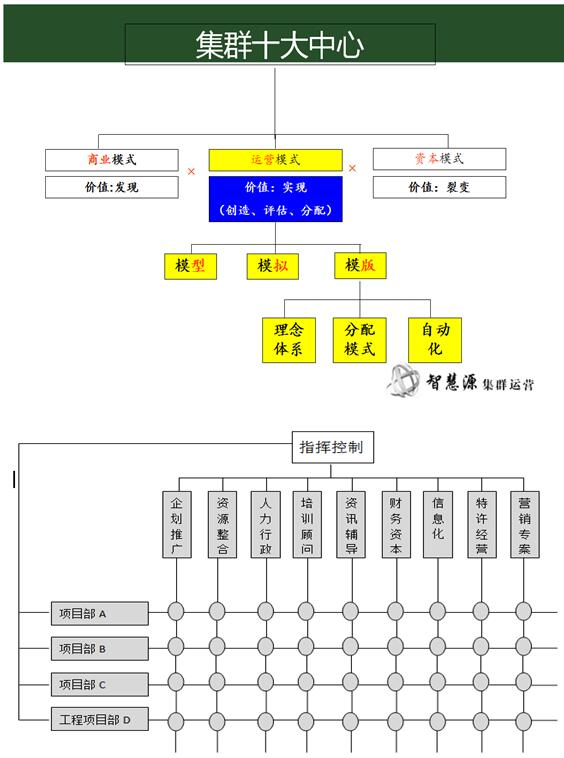 集群十大中心
商业模式
运营模式
资本模式
×
×
价值:发现
价值：实现
（创造、评估、分配）
价值：裂变
模型
模拟
模版
理念
体系
分配
模式
自动
化
智慧源集群运营
指挥控制
企划推广
资源整合
人力行政
培训顾问
资讯辅导
财务资本
信息化
特许经营
营销专案
项目部 A
项目部 B
项目部 C
工程项目部 D